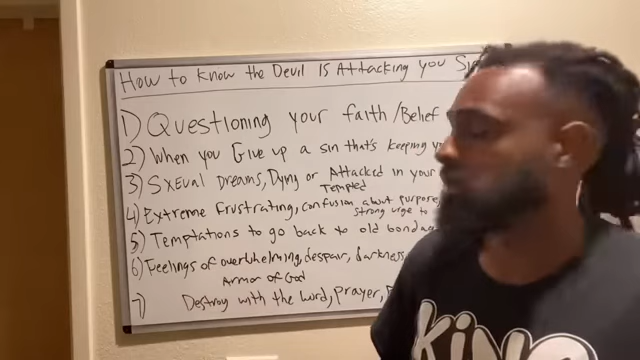 How to Know the Devil Is Attacking you
1) Questioning your faith/Belief
2) When you Give up a sin that's keeping
3) SXEUAl Dreams, Dying or Attacked in your
Tempted
4) Extreme frustrating, confusion about purpose,
strong urge to
5) Temptations to go back to old bondage
6) Feelings of overwhelming, despair, darkness
Armor of God
7) Destroy with the Word, prayer,
KING